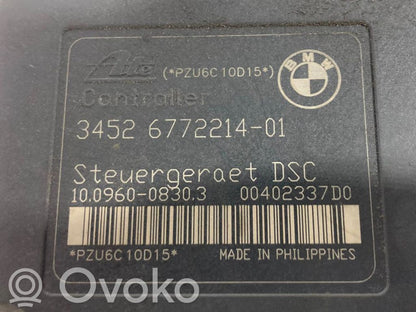 Ate (*PZU6C10D15*) BMW
Controller
3452 6772214-01
Steuergeraet DSC
10.0960-0830.3 00402337D0
*PZU6C10D15* MADE IN PHILIPPINES
OVOKO